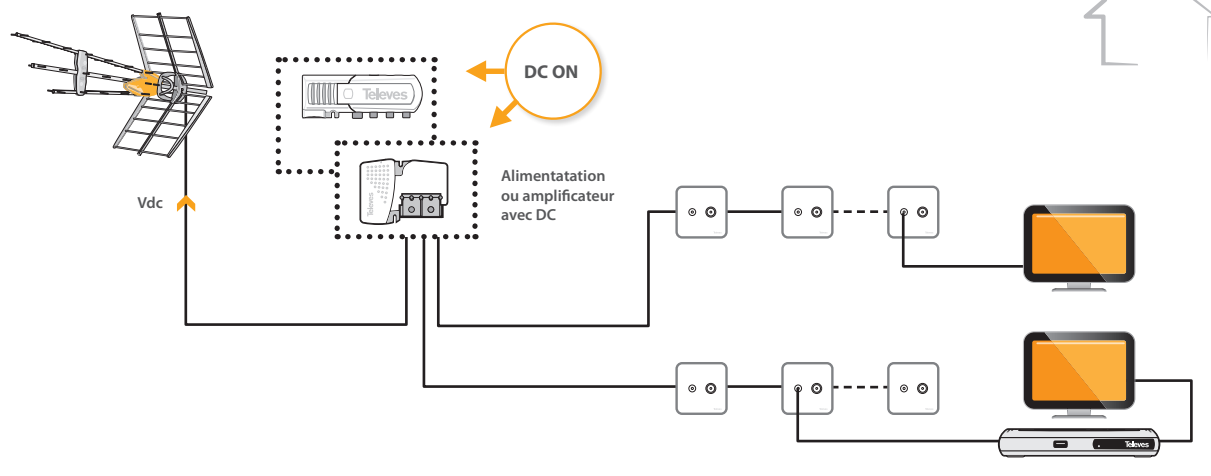 DC ON
Televes
Alimentatation
ou amplificateur
avec DC
Televes
Vdc
Televes